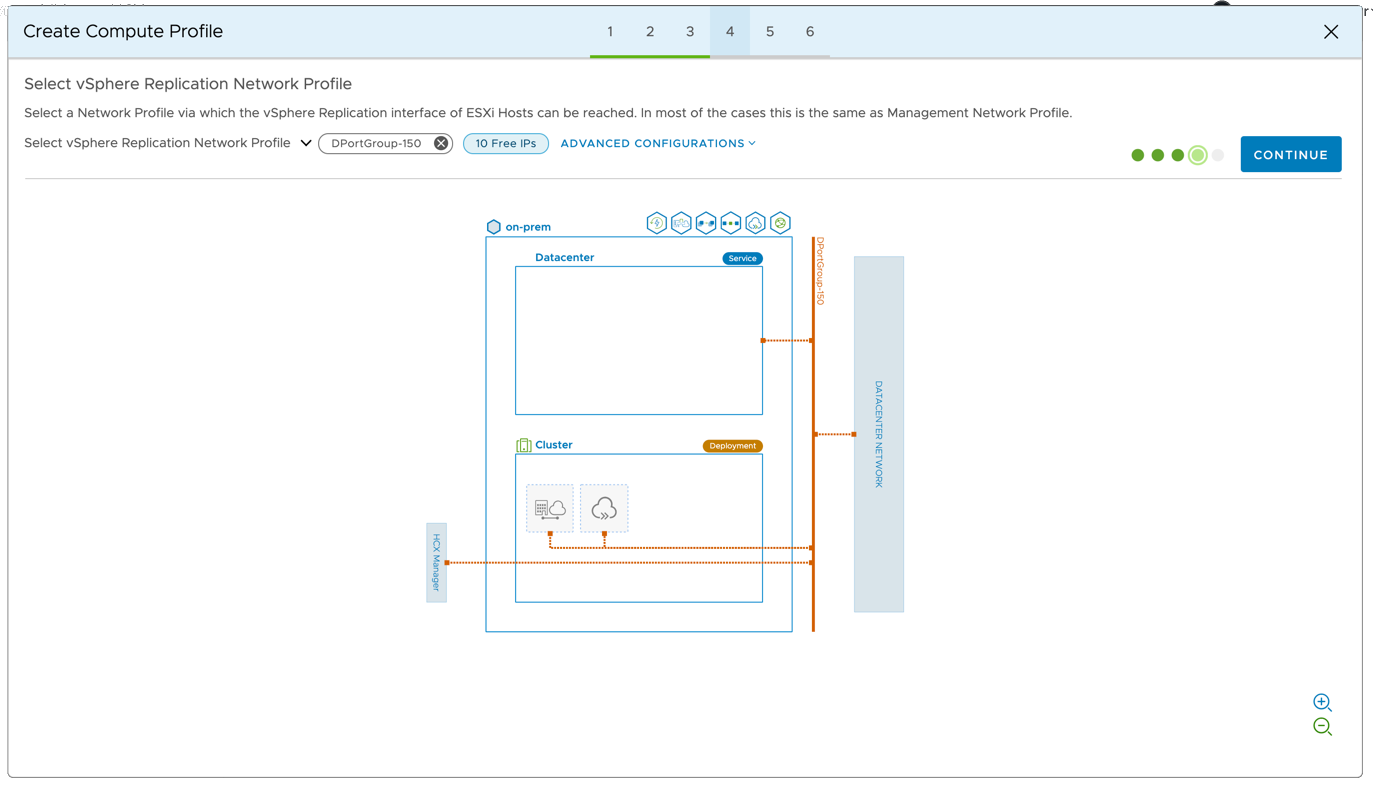 Create Compute Profile
1 2 3 4 5 6
Select vSphere Replication Network Profile
Select a Network Profile via which the vSphere Replication interface of ESXi Hosts can be reached. In most of the cases this is the same as Management Network Profile.
Select vSphere Replication Network Profile DPortGroup-150 10 Free IPs ADVANCED CONFIGURATIONS
CONTINUE
on-prem
Datacenter Service
DPortGroup-150
DATACENTER NETWORK
Cluster Deployment
HCX Manager